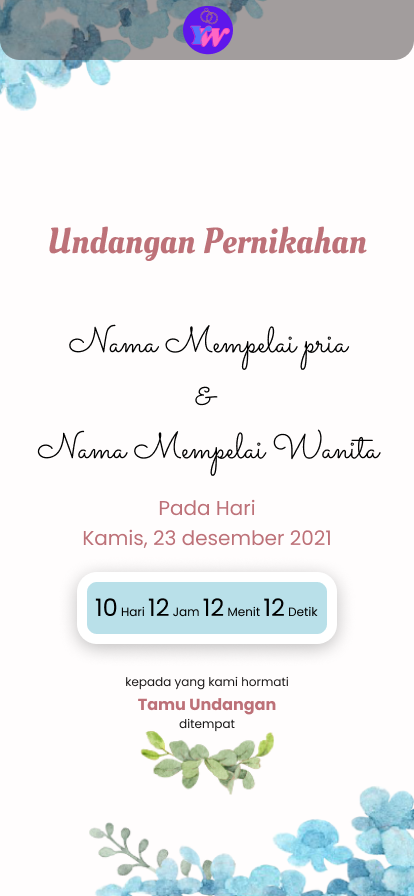 YW
Undangan Pernikahan
Nama Mempelai pria
&
Nama Mempelai Wanita
Pada Hari
Kamis, 23 desember 2021
10 Hari 12 Jam 12 Menit 12 Detik
kepada yang kami hormati
Tamu Undangan
ditempat